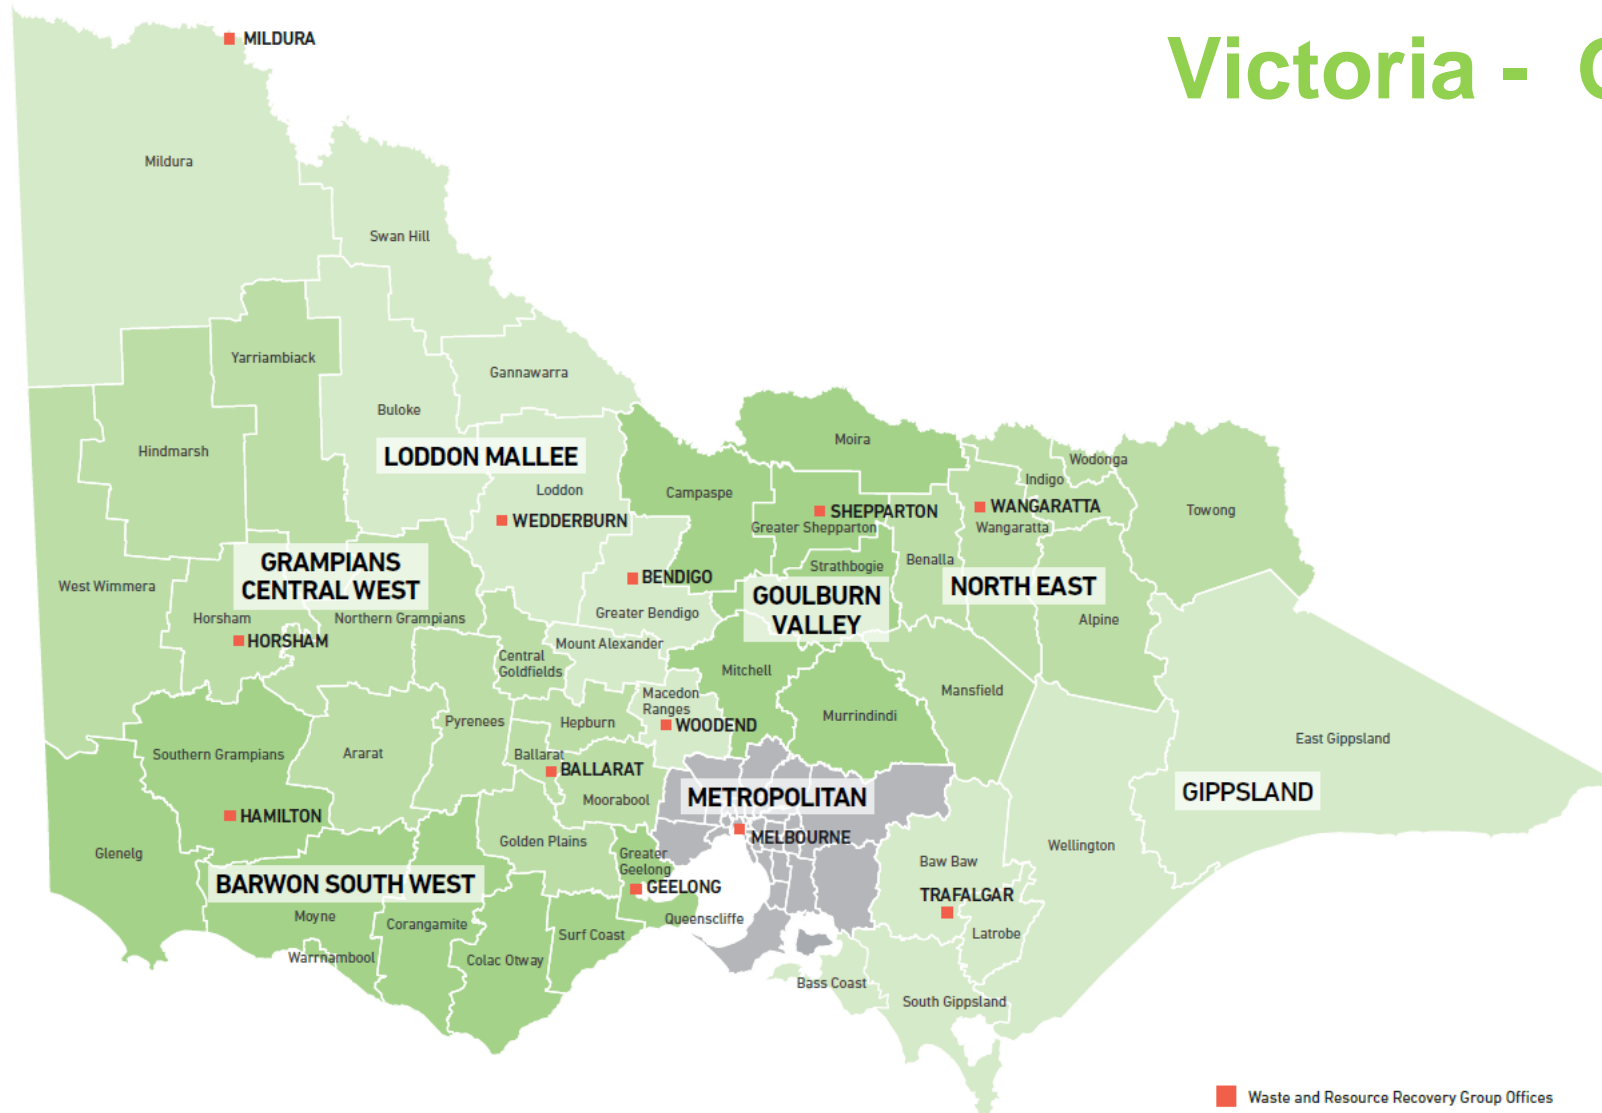 Victoria -
MILDURA
Mildura
Swan Hill
Yarriambiack
Gannawarra
Buloke
Hindmarsh
Moira
LODDON MALLEE
Wodonga
Indigo
Loddon
Campaspe
WEDDERBURN
SHEPPARTON
WANGARATTA
Towong
Greater Shepparton
Wangaratta
GRAMPIANS
CENTRAL WEST
Strathbogie
Benalla
West Wimmera
BENDIGO
GOULBURN
VALLEY
NORTH EAST
Horsham
Northern Grampians
Greater Bendigo
Alpine
HORSHAM
Mount Alexander
Central
Goldfields
Mitchell
Mansfield
Macedon
Ranges
Pyrenees
Hepburn
WOODEND
Murrindindi
East Gippsland
Southern Grampians
Ararat
Ballarat
BALLARAT
METROPOLITAN
GIPPSLAND
Moorabool
HAMILTON
MELBOURNE
Golden Plains
Glenelg
Greater
Geelong
Wellington
Baw Baw
BARWON SOUTH WEST
GEELONG
TRAFALGAR
Moyne
Corangamite
Queenscliffe
Surf Coast
Latrobe
Warrnambool
Colac Otway
Bass Coast
South Gippsland
Waste and Resource Recovery Group Offices